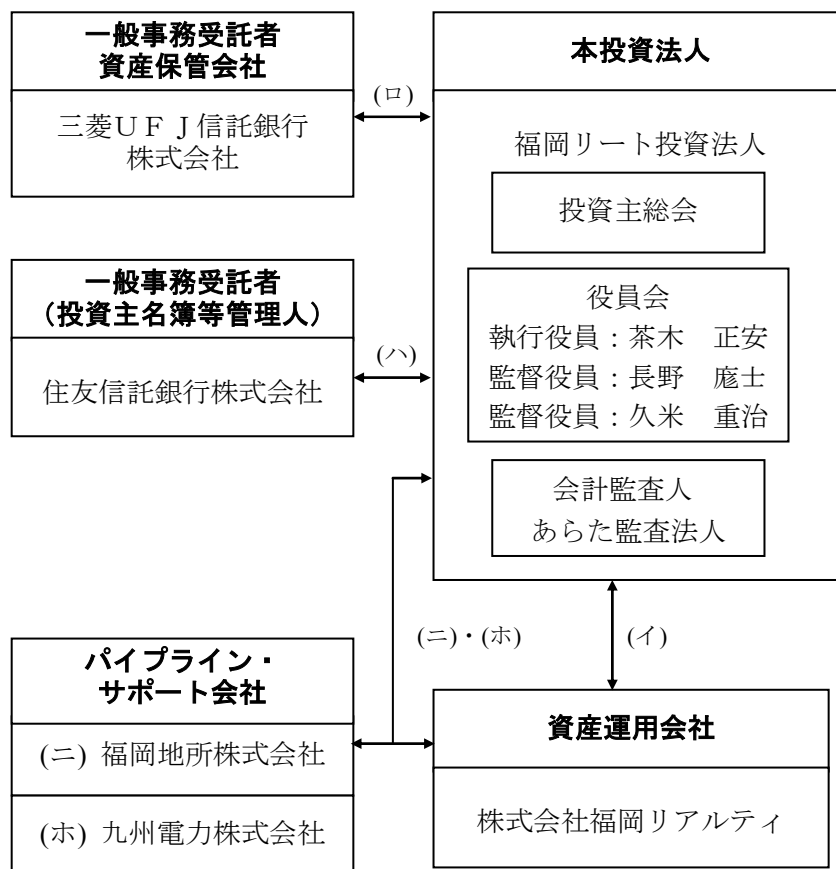 一般事務受託者
資産保管会社
三菱ＵＦＪ信託銀行
株式会社
(ロ)
本投資法人
福岡リート投資法人
投資主総会
役員会
執行役員：茶木　正安
監督役員：長野　庬士
監督役員：久米　重治
会計監査人
あらた監査法人
一般事務受託者
（投資主名簿等管理人）
住友信託銀行株式会社
(ハ)
(ニ)・(ホ)
(イ)
パイプライン・
サポート会社
(ニ) 福岡地所株式会社
(ホ) 九州電力株式会社
資産運用会社
株式会社福岡リアルティ